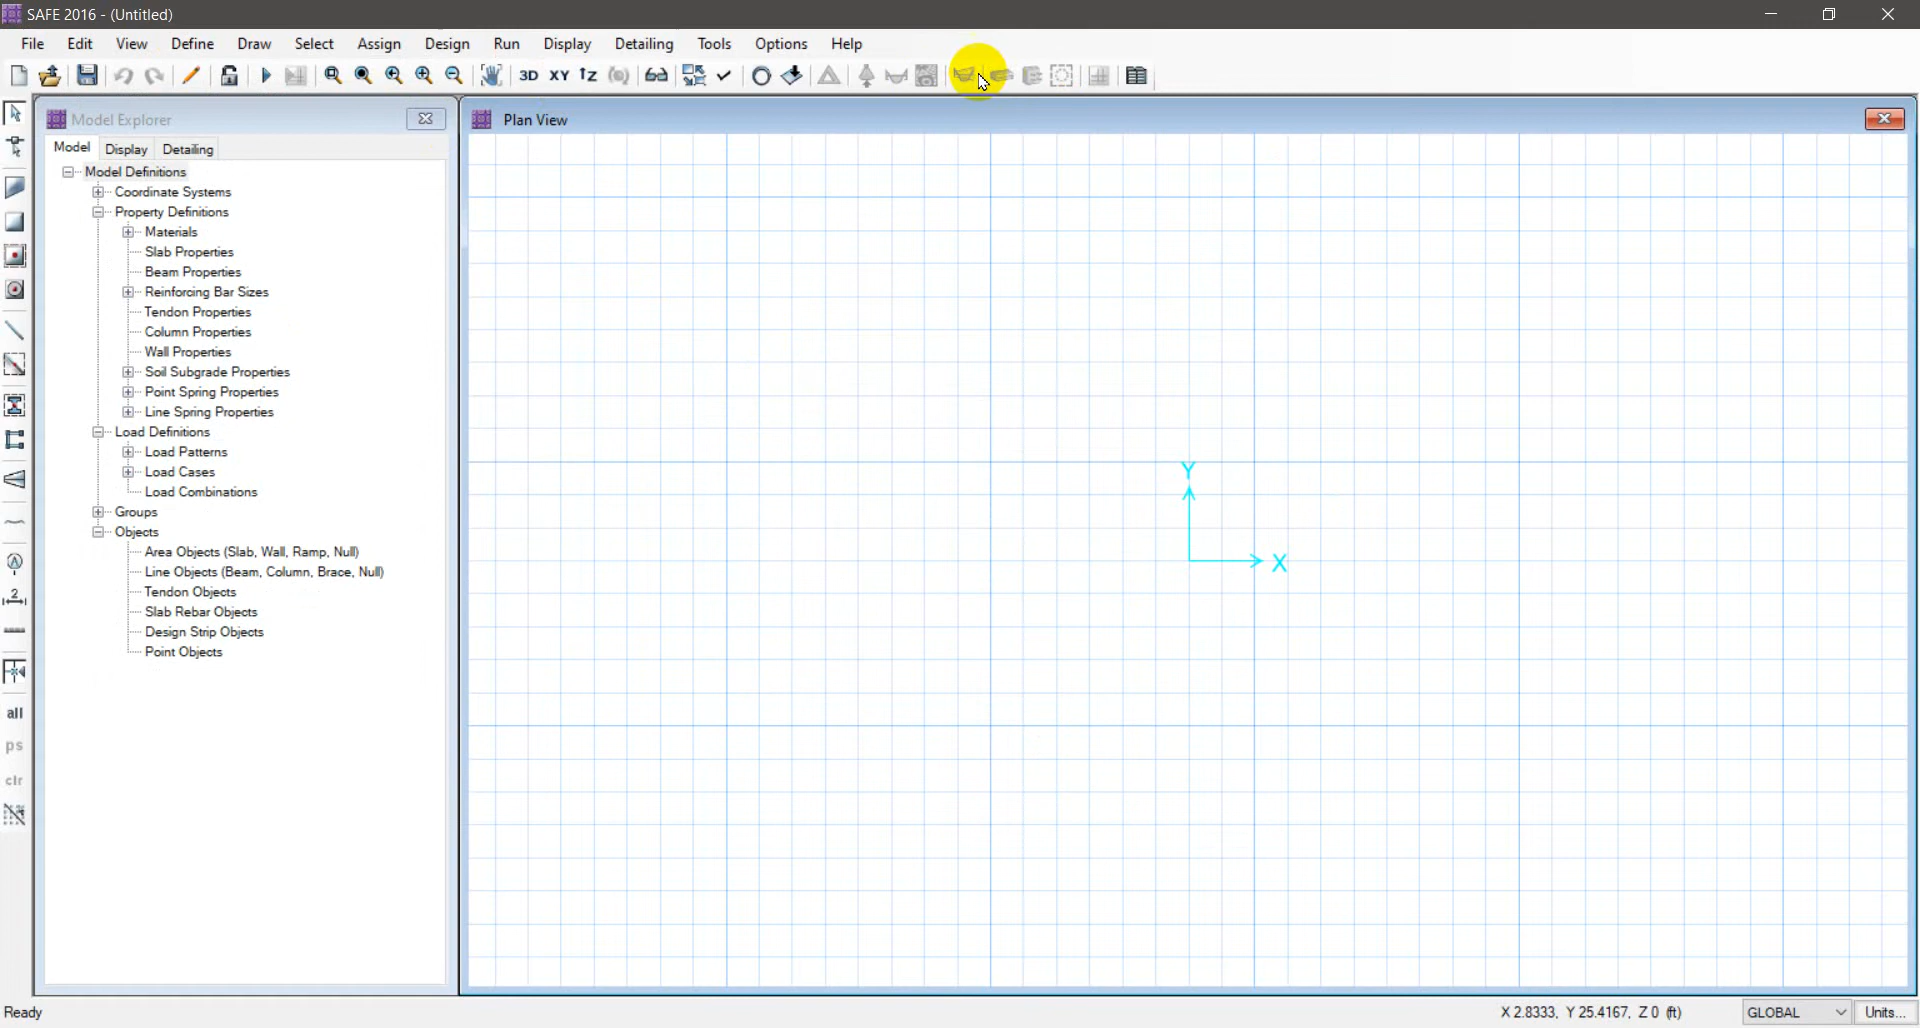 SAFE 2016 - (Untitled)
File Edit View Define Draw Select Assign Design Run Display Detailing Tools Options Help
3D XY
Model Explorer
Model Display Detailing
Model Definitions
Coordinate Systems
Property Definitions
Materials
Slab Properties
Beam Properties
Reinforcing Bar Sizes
Tendon Properties
Column Properties
Wall Properties
Soil Subgrade Properties
Point Spring Properties
Line Spring Properties
Load Definitions
Load Patterns
Load Cases
Load Combinations
Groups
Objects
Area Objects (Slab, Wall, Ramp, Null)
Line Objects (Beam, Column, Brace, Null)
Tendon Objects
Slab Rebar Objects
Design Strip Objects
Point Objects
all
ps
clr
Plan View
Y
X
Ready
X 2.8333, Y 25.4167, Z 0 (ft)
GLOBAL
Units...